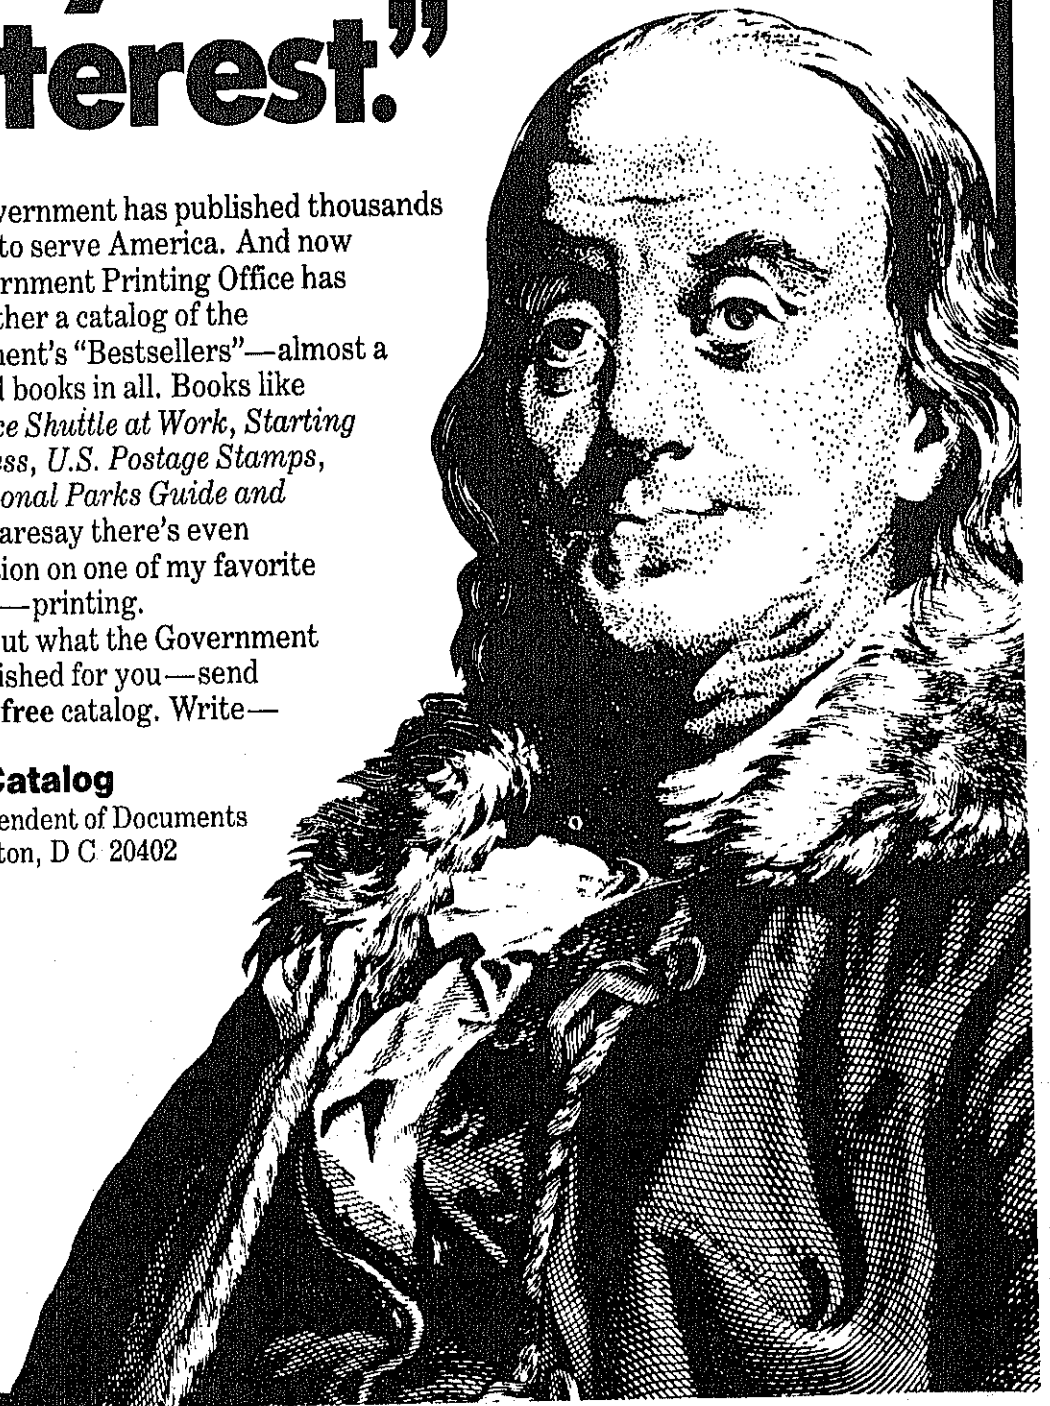 terest.”
vernment has published thousands
to serve America. And now
rnment Printing Office has
ther a catalog of the
nent's “Bestsellers”—almost a
l books in all. Books like
ce Shuttle at Work, Starting
ess, U.S. Postage Stamps,
onal Parks Guide and
aresay there's even
ion on one of my favorite
—printing.
ut what the Government
ished for you—send
free catalog. Write—
Catalog
endent of Documents
ton, D C 20402